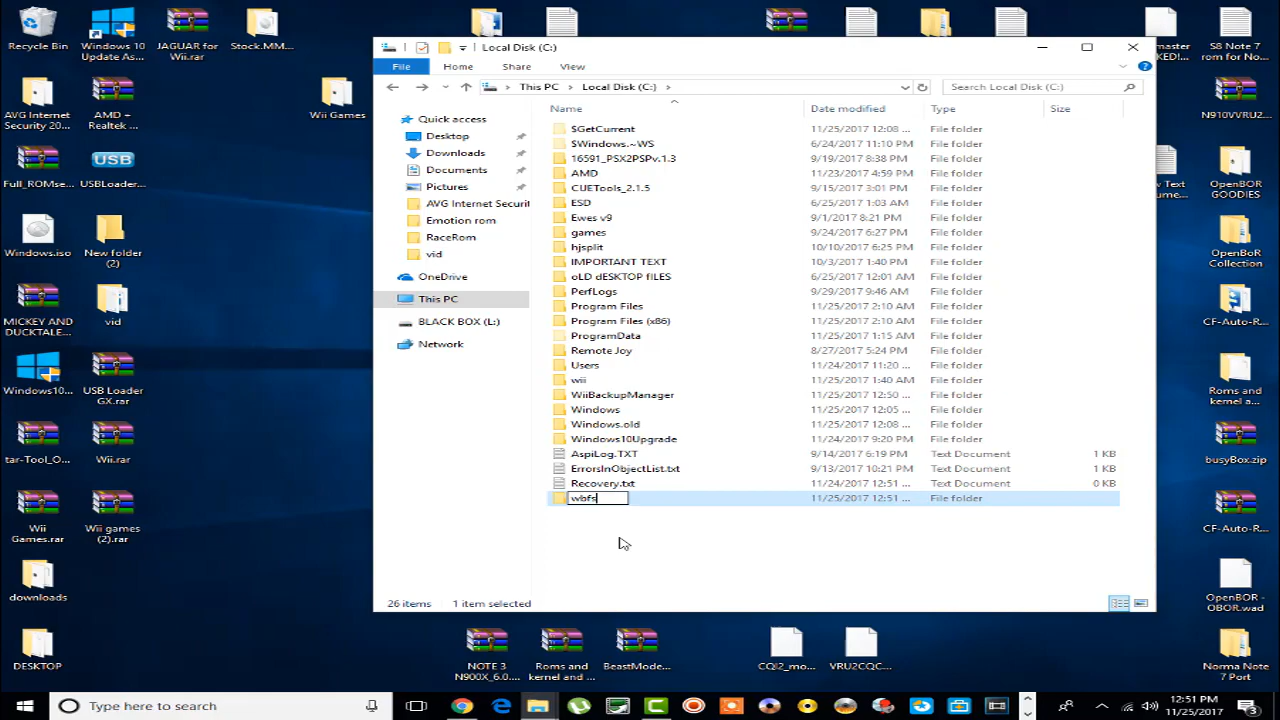 Recycle Bin
Windows 10
Update As...
JAGUAR for
Wii.rar
Stock.MM...
AVG Internet
Security 20...
AMD +
Realtek ...
Wii Games
Full_ROMse...
USB
USBLoader...
Windows.iso
New folder
(2)
MICKEY AND
DUCKTALE...
vid
Windows10...
USB Loader
GX.rar
tar-Tool_O...
Wii.rar
Wii
Games.rar
Wii games
(2).rar
downloads
DESKTOP
Local Disk (C:)
File
Home
Share
View
This PC
Local Disk (C:)
Search Local Disk (C:)
Quick access
Desktop
Downloads
Documents
Pictures
AVG Internet Securit
Emotion rom
RaceRom
vid
OneDrive
This PC
BLACK BOX (L:)
Network
Name Date modified Type Size
$GetCurrent 11/25/2017 12:08 ... File folder
$Windows.~WS 6/24/2017 11:10 PM File folder
16591_PSX2PSPv.1.3 9/19/2017 8:38 PM File folder
AMD 11/23/2017 4:59 PM File folder
CUETools_2.1.5 9/15/2017 3:01 PM File folder
ESD 6/25/2017 1:03 AM File folder
Ewes v9 9/1/2017 8:21 PM File folder
games 9/24/2017 6:27 PM File folder
hjsplit 10/10/2017 6:25 PM File folder
IMPORTANT TEXT 10/3/2017 1:40 PM File folder
oLD dESKTOP fILES 6/25/2017 12:01 AM File folder
PerfLogs 9/29/2017 9:46 AM File folder
Program Files 11/25/2017 2:10 AM File folder
Program Files (x86) 11/25/2017 2:10 AM File folder
ProgramData 11/25/2017 1:15 AM File folder
Remote Joy 8/27/2017 5:24 PM File folder
Users 11/24/2017 11:20 ... File folder
wii 11/25/2017 1:40 AM File folder
WiiBackupManager 11/25/2017 12:50 ... File folder
Windows 11/25/2017 12:05 ... File folder
Windows.old 11/25/2017 12:08 ... File folder
Windows10Upgrade 11/24/2017 9:20 PM File folder
AspiLog.TXT 9/14/2017 6:19 PM Text Document 1 KB
ErrorsInObjectList.txt 9/13/2017 10:21 PM Text Document 1 KB
Recovery.txt 11/24/2017 12:51 ... Text Document 0 KB
wbfs 11/25/2017 12:51 ... File folder
26 items 1 item selected
master
KED!...
S8 Note 7
rom for No...
N910VVRU2...
w Text
ocume...
OpenBOR
GOODIES
OpenBor
Collection
CF-Auto-R...
Roms and
kernel a...
busyBox.zip
CF-Auto-R...
OpenBOR -
OBOR.wad
Norma Note
7 Port
NOTE 3
N900X_6.0....
Roms and
kernel and ...
BeastMode...
CQI2_mo...
VRU2CQC...
Type here to search
12:51 PM
11/25/2017
3